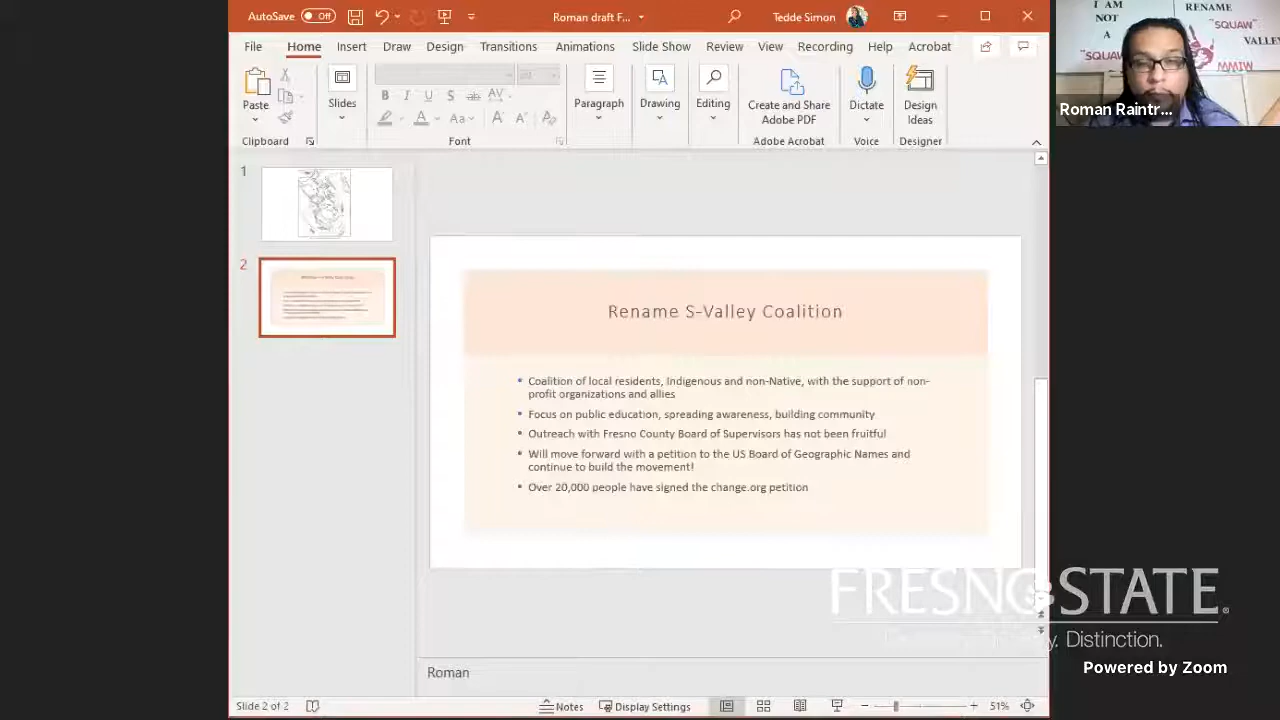 AutoSave Off Roman draft F... Tedde Simon
File Home Insert Draw Design Transitions Animations Slide Show Review View Recording Help Acrobat
Paste
Slides
B I U S ab AV
A Aa A A
Paragraph
Drawing
Editing
Create and Share
Adobe PDF
Dictate
Design
Ideas
Clipboard Font Adobe Acrobat Voice Designer
1
2
Rename S-Valley Coalition
Coalition of local residents, Indigenous and non-Native, with the support of non-
profit organizations and allies
Focus on public education, spreading awareness, building community
Outreach with Fresno County Board of Supervisors has not been fruitful
Will move forward with a petition to the US Board of Geographic Names and
continue to build the movement!
Over 20,000 people have signed the change.org petition
Roman
Slide 2 of 2 Notes Display Settings 51%
I AM
NOT
A
"SQUAW
RENAME
"SQUAW"
VALLEY
MMIW
Roman Raintr...
FRESNO STATE
Distinction.
Powered by Zoom